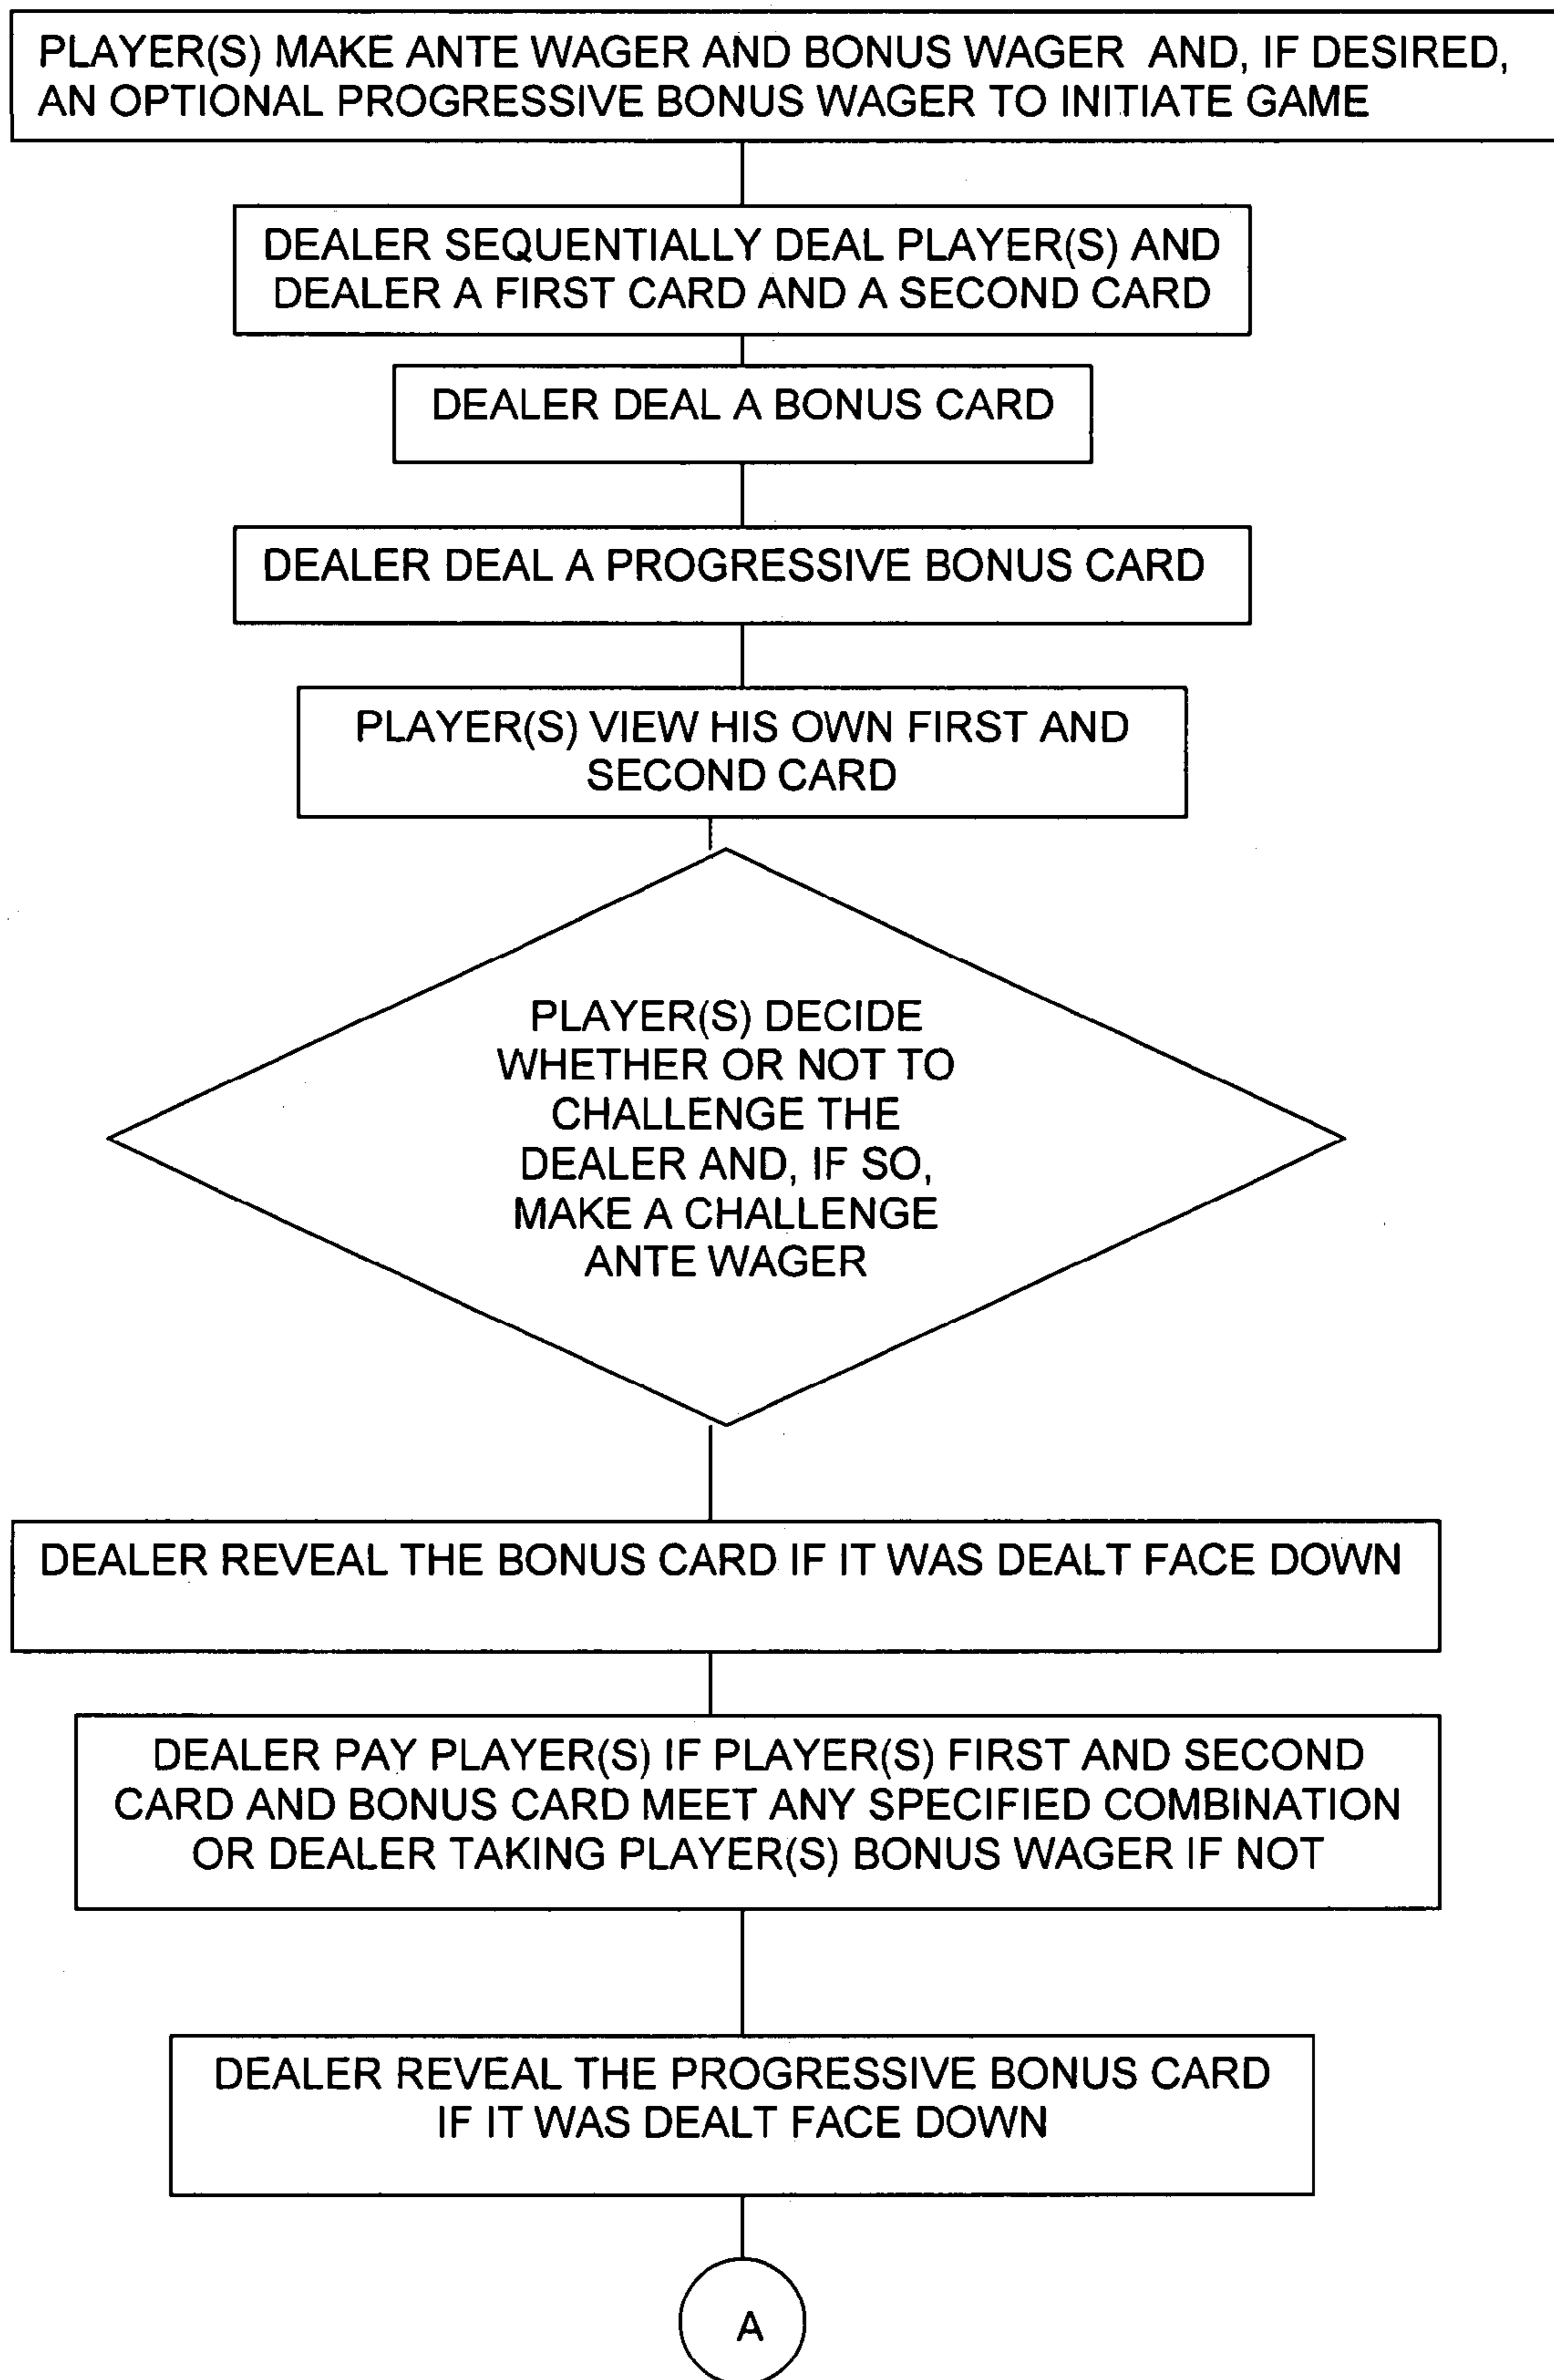 PLAYER(S) MAKE ANTE WAGER AND BONUS WAGER AND, IF DESIRED,
AN OPTIONAL PROGRESSIVE BONUS WAGER TO INITIATE GAME
DEALER SEQUENTIALLY DEAL PLAYER(S) AND
DEALER A FIRST CARD AND A SECOND CARD
DEALER DEAL A BONUS CARD
DEALER DEAL A PROGRESSIVE BONUS CARD
PLAYER(S) VIEW HIS OWN FIRST AND
SECOND CARD
PLAYER(S) DECIDE
WHETHER OR NOT TO
CHALLENGE THE
DEALER AND, IF SO,
MAKE A CHALLENGE
ANTE WAGER
DEALER REVEAL THE BONUS CARD IF IT WAS DEALT FACE DOWN
DEALER PAY PLAYER(S) IF PLAYER(S) FIRST AND SECOND
CARD AND BONUS CARD MEET ANY SPECIFIED COMBINATION
OR DEALER TAKING PLAYER(S) BONUS WAGER IF NOT
DEALER REVEAL THE PROGRESSIVE BONUS CARD
IF IT WAS DEALT FACE DOWN
A